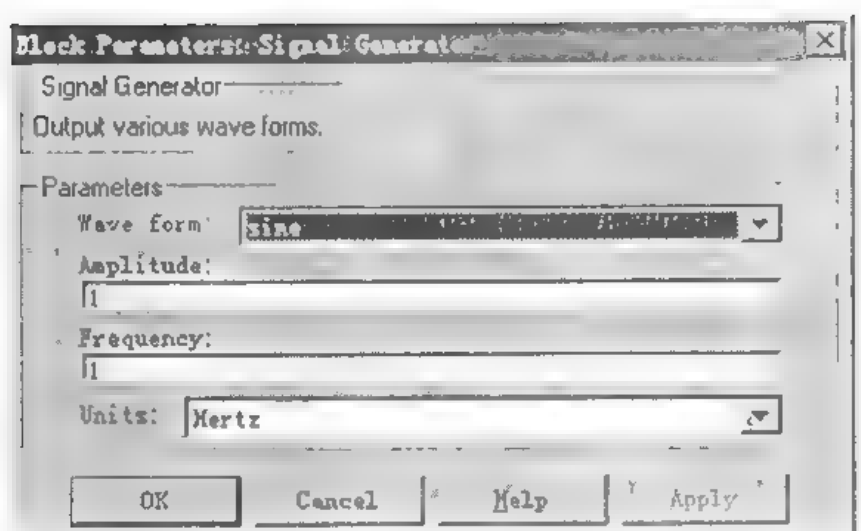 Block Parameters: Signal Generator
Signal Generator
Output various wave forms.
Parameters
Wave form: sine
Amplitude:
1
Frequency:
1
Units: Hertz
OK Cancel Help Apply